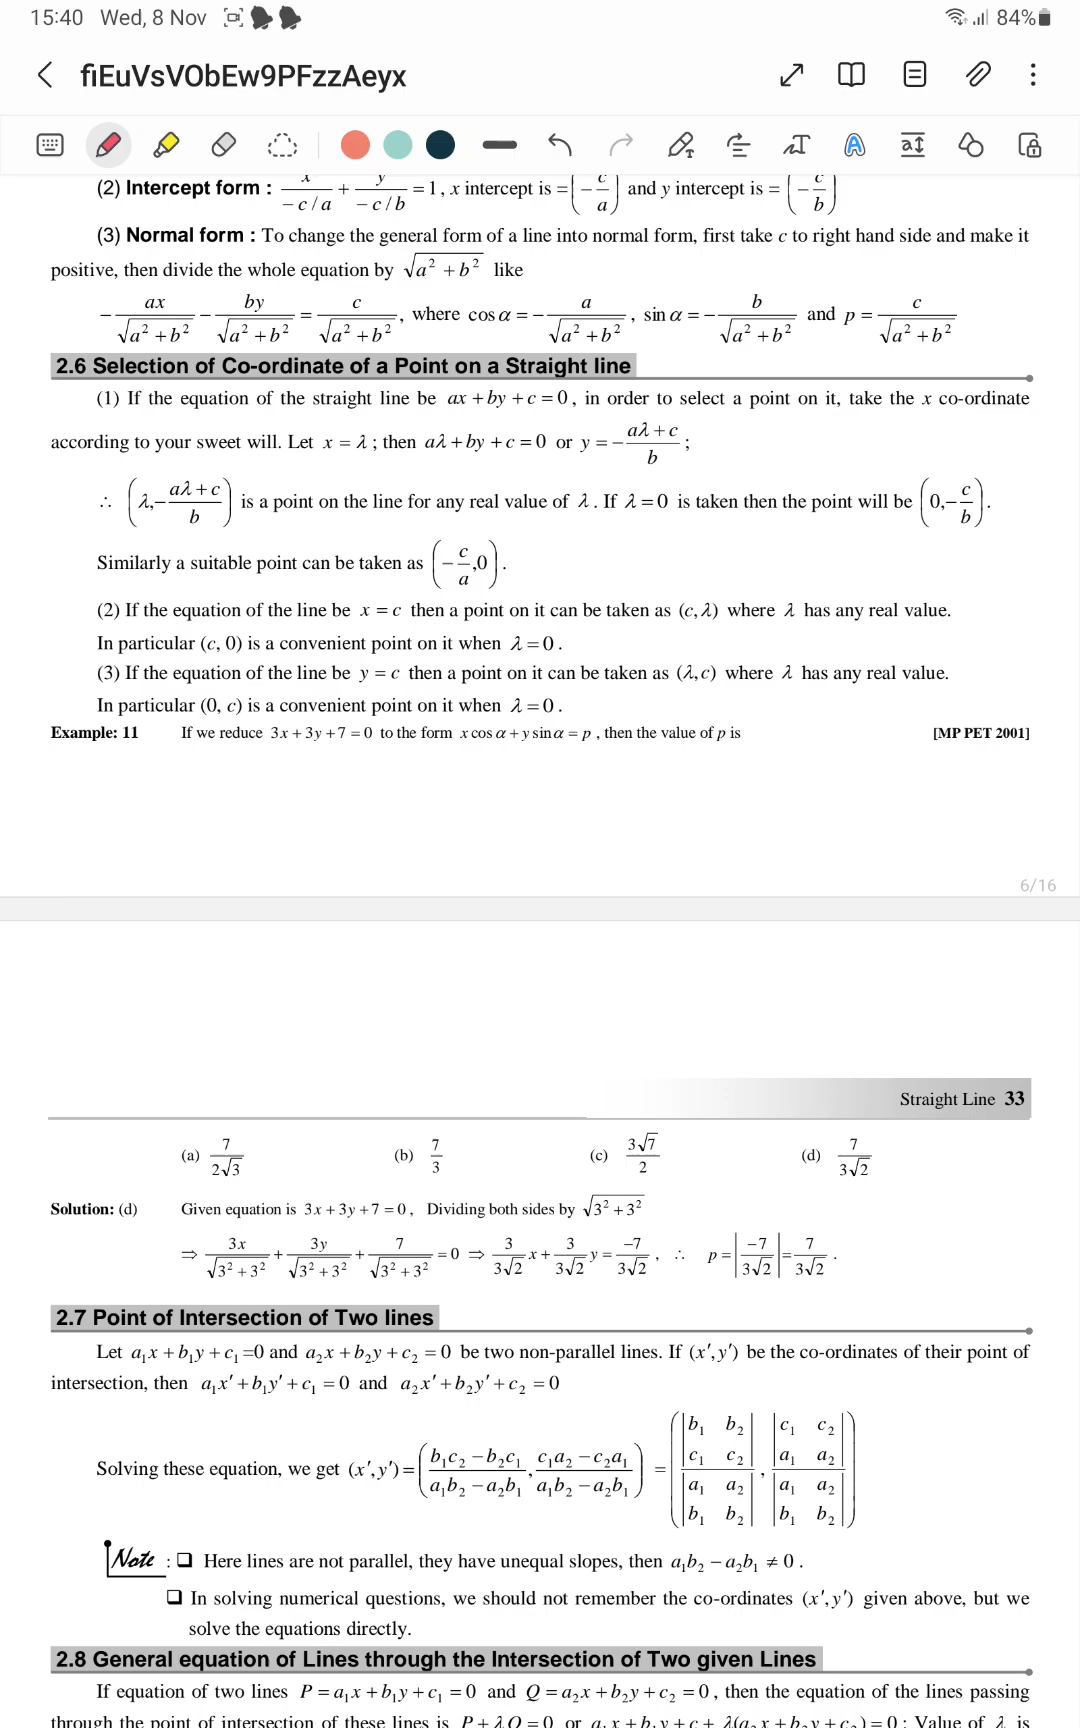 15:40 Wed, 8 Nov 84%
fiEuVsVObEw9PFzzAeyx
(2) Intercept form : x/(−c/a) + y/(−c/b) = 1, x intercept is = (−c/a) and y intercept is = (−c/b)
(3) Normal form : To change the general form of a line into normal form, first take c to right hand side and make it
positive, then divide the whole equation by √(a² + b²) like
−ax/√(a² + b²) − by/√(a² + b²) = c/√(a² + b²), where cos α = −a/√(a² + b²), sin α = −b/√(a² + b²) and p = c/√(a² + b²)
2.6 Selection of Co-ordinate of a Point on a Straight line
(1) If the equation of the straight line be ax + by + c = 0, in order to select a point on it, take the x co-ordinate
according to your sweet will. Let x = λ; then aλ + by + c = 0 or y = −(aλ + c)/b;
∴ (λ, −(aλ + c)/b) is a point on the line for any real value of λ. If λ = 0 is taken then the point will be (0, −c/b).
Similarly a suitable point can be taken as (−c/a, 0).
(2) If the equation of the line be x = c then a point on it can be taken as (c, λ) where λ has any real value.
In particular (c, 0) is a convenient point on it when λ = 0.
(3) If the equation of the line be y = c then a point on it can be taken as (λ, c) where λ has any real value.
In particular (0, c) is a convenient point on it when λ = 0.
Example: 11 If we reduce 3x + 3y + 7 = 0 to the form x cos α + y sin α = p, then the value of p is [MP PET 2001]
6/16
Straight Line 33
(a) 7/(2√3) (b) 7/3 (c) 3√7/2 (d) 7/(3√2)
Solution: (d) Given equation is 3x + 3y + 7 = 0, Dividing both sides by √(3² + 3²)
⇒ 3x/√(3² + 3²) + 3y/√(3² + 3²) + 7/√(3² + 3²) = 0 ⇒ 3/(3√2) x + 3/(3√2) y = −7/(3√2), ∴ p = |−7/(3√2)| = 7/(3√2).
2.7 Point of Intersection of Two lines
Let a₁x + b₁y + c₁ =0 and a₂x + b₂y + c₂ = 0 be two non-parallel lines. If (x′, y′) be the co-ordinates of their point of
intersection, then a₁x′ + b₁y′ + c₁ = 0 and a₂x′ + b₂y′ + c₂ = 0
Solving these equation, we get (x′, y′) = ((b₁c₂ − b₂c₁)/(a₁b₂ − a₂b₁), (c₁a₂ − c₂a₁)/(a₁b₂ − a₂b₁)) = (|b₁ b₂; c₁ c₂|/|a₁ a₂; b₁ b₂|, |c₁ c₂; a₁ a₂|/|a₁ a₂; b₁ b₂|)
Note : ❑ Here lines are not parallel, they have unequal slopes, then a₁b₂ − a₂b₁ ≠ 0.
❑ In solving numerical questions, we should not remember the co-ordinates (x′, y′) given above, but we
solve the equations directly.
2.8 General equation of Lines through the Intersection of Two given Lines
If equation of two lines P = a₁x + b₁y + c₁ = 0 and Q = a₂x + b₂y + c₂ = 0, then the equation of the lines passing
through the point of intersection of these lines is P + λQ = 0 or a₁x + b₁y + c + λ(a₂x + b₂y + c₂) = 0; Value of λ is